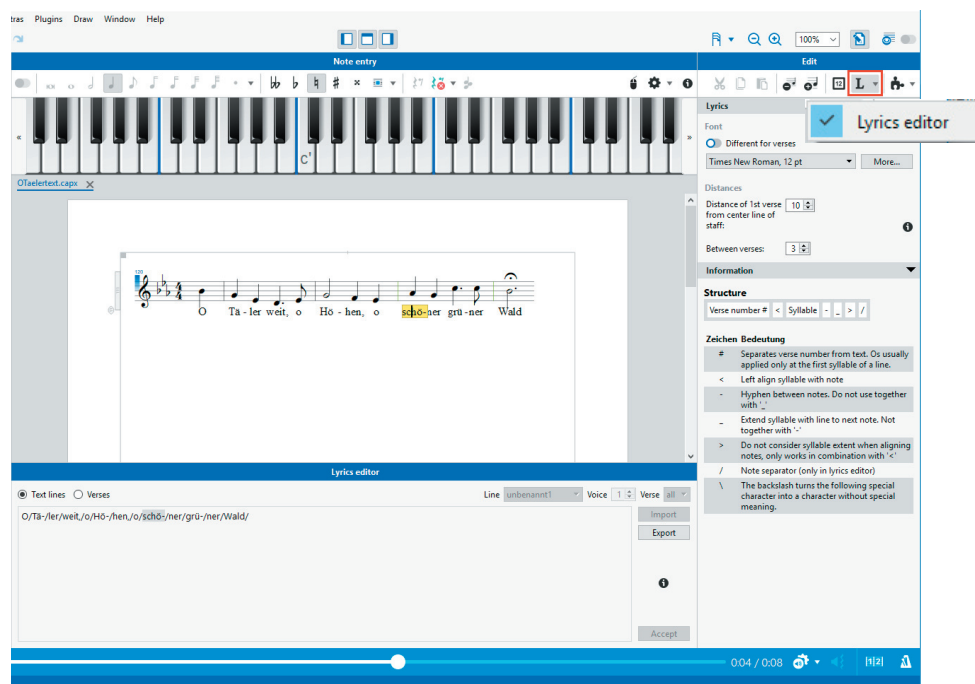 tras Plugins Draw Window Help
100%
Note entry
Edit
12
L
Lyrics
Lyrics editor
Font
Different for verses
Times New Roman, 12 pt
More...
c'
OTaelertext.capx
Distances
Distance of 1st verse 10
from center line of
staff:
Between verses: 3
Information
Structure
Verse number # < Syllable - _ > /
120
O Tä - ler weit, o Hö - hen, o schö-ner grü -ner Wald
Zeichen Bedeutung
# Separates verse number from text. Os usually
applied only at the first syllable of a line.
< Left align syllable with note
- Hyphen between notes. Do not use together
with '_'
_ Extend syllable with line to next note. Not
together with '-'
> Do not consider syllable extent when aligning
notes, only works in combination with '<'
/ Note separator (only in lyrics editor)
\ The backslash turns the following special
character into a character without special
meaning.
Lyrics editor
Text lines Verses Line unbenannt1 Voice 1 Verse all
O/Tä-/ler/weit,/o/Hö-/hen,/o/schö-/ner/grü-/ner/Wald/
Import
Export
Accept
0:04 / 0:08
|1|2|